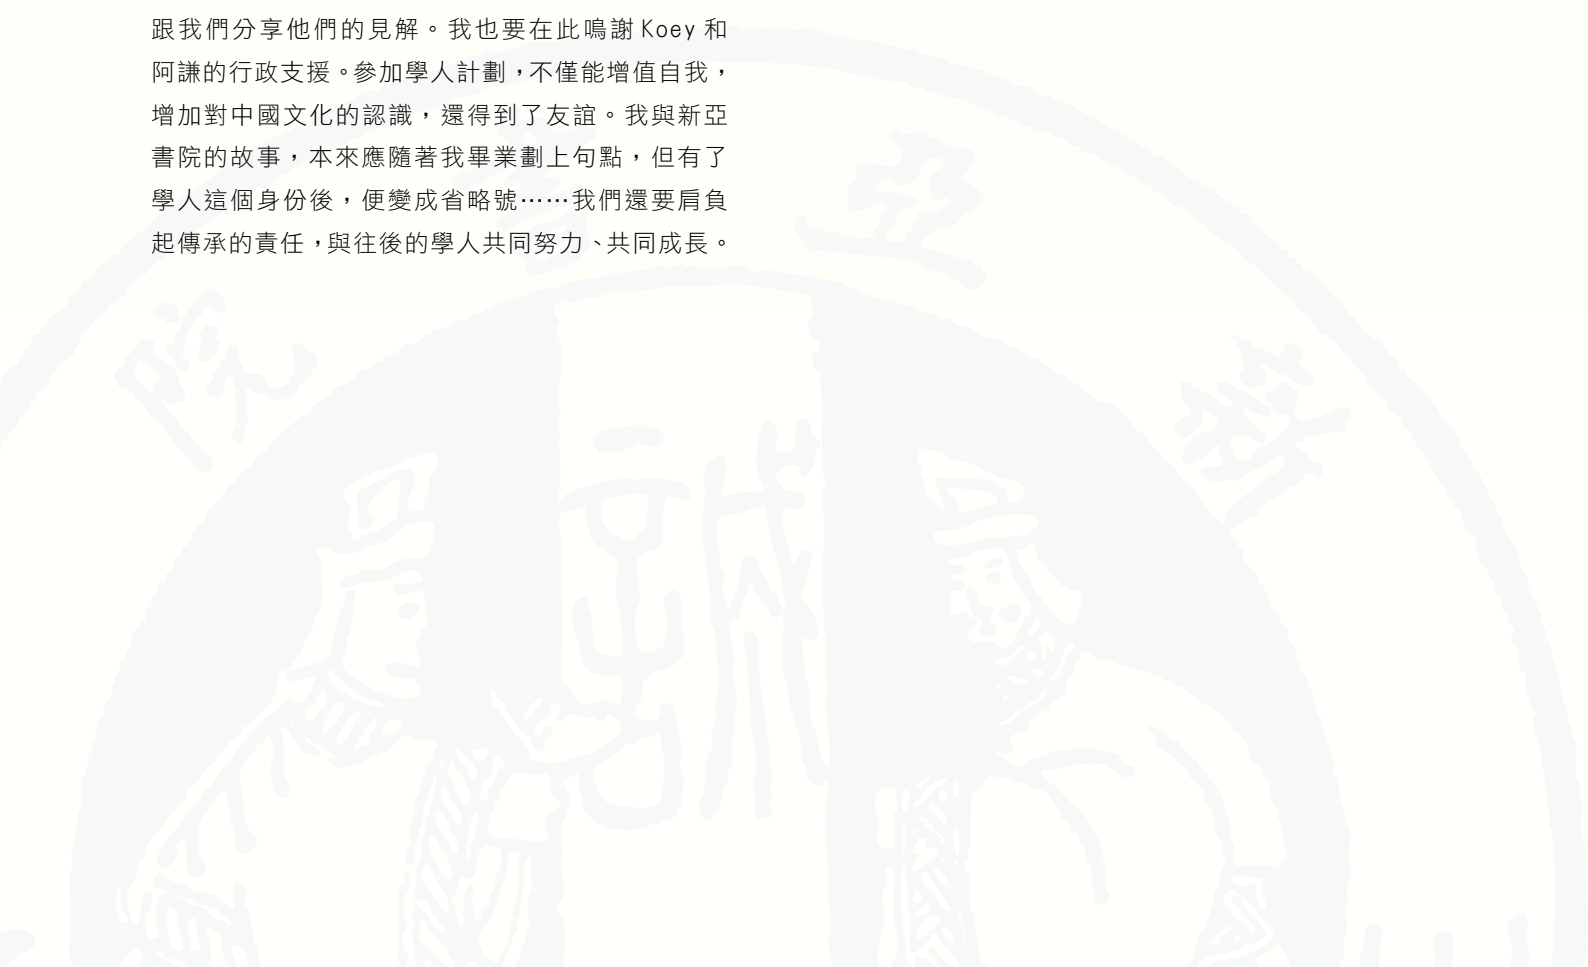 跟我們分享他們的見解。我也要在此鳴謝 Koey 和
阿謙的行政支援。參加學人計劃，不僅能增值自我，
增加對中國文化的認識，還得到了友誼。我與新亞
書院的故事，本來應隨著我畢業劃上句點，但有了
學人這個身份後，便變成省略號……我們還要肩負
起傳承的責任，與往後的學人共同努力、共同成長。
院書亞新
誠